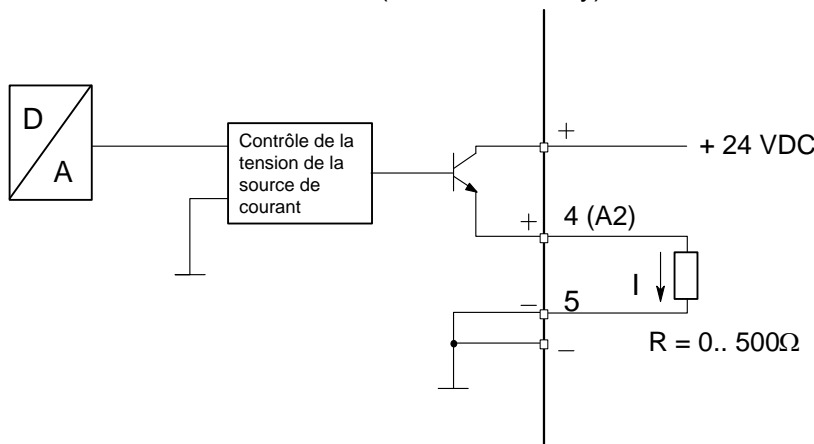 y)
D
A
Contrôle de la
tension de la
source de
courant
+
+ 24 VDC
+
4 (A2)
I
–
5
–
R = 0.. 500Ω